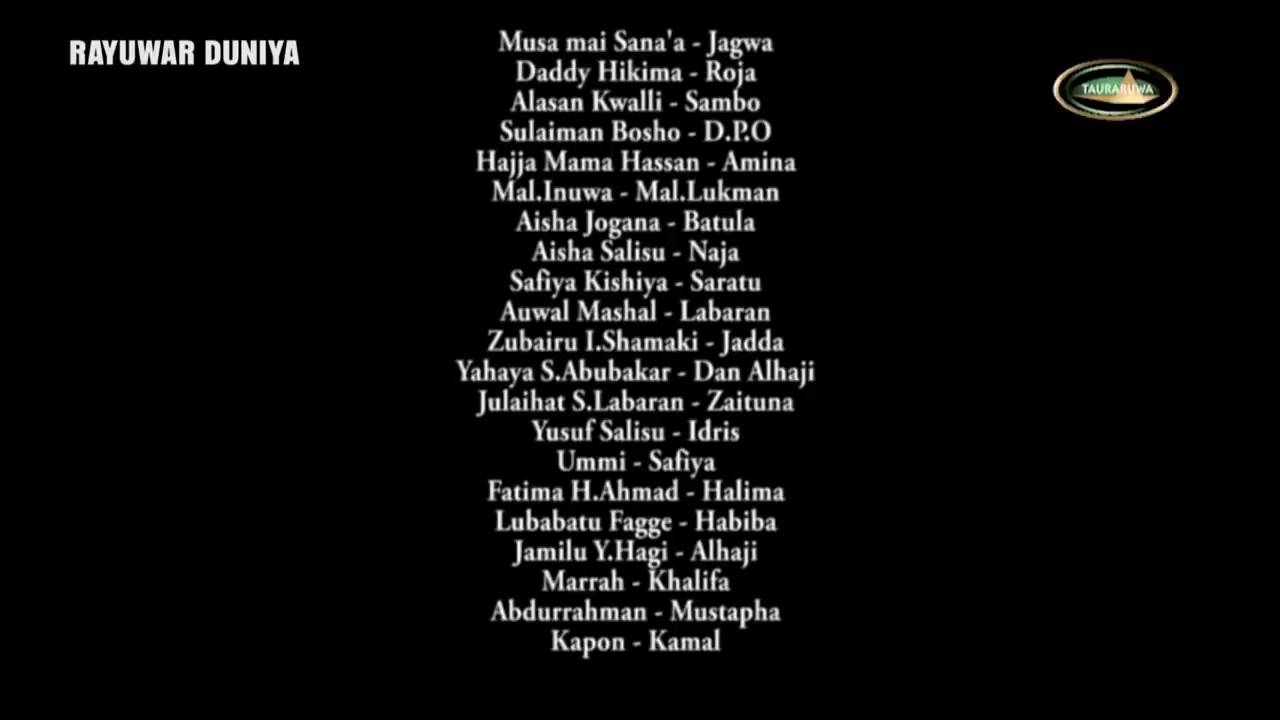 RAYUWAR DUNIYA
TAURARUWA
Musa mai Sana'a - Jagwa
Daddy Hikima - Roja
Alasan Kwalli - Sambo
Sulaiman Bosho - D.P.O
Hajja Mama Hassan - Amina
Mal.Inuwa - Mal.Lukman
Aisha Jogana - Batula
Aisha Salisu - Naja
Safiya Kishiya - Saratu
Auwal Mashal - Labaran
Zubairu I.Shamaki - Jadda
Yahaya S.Abubakar - Dan Alhaji
Julaihat S.Labaran - Zaituna
Yusuf Salisu - Idris
Ummi - Safiya
Fatima H.Ahmad - Halima
Lubabatu Fagge - Habiba
Jamilu Y.Hagi - Alhaji
Marrah - Khalifa
Abdurrahman - Mustapha
Kapon - Kamal